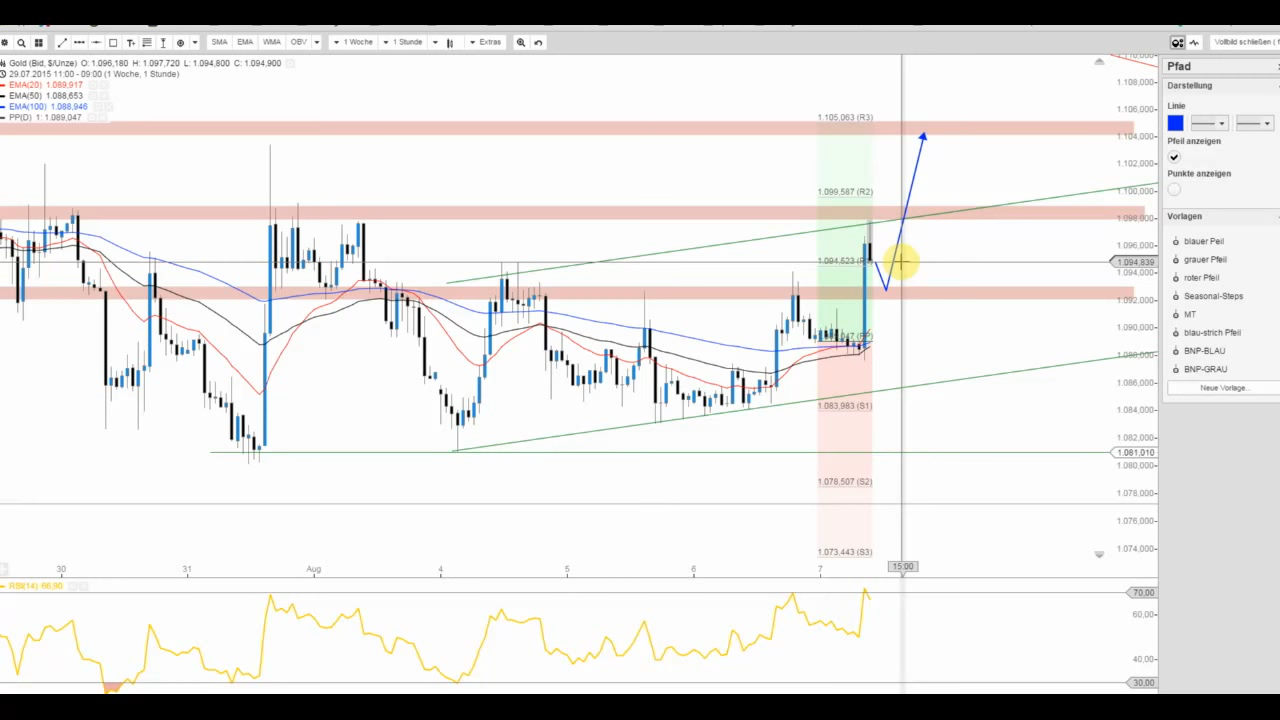 SMA EMA WMA OBV 1 Woche 1 Stunde Extras
Vollbild schließen (
Gold (Bid, $/Unze) O: 1.096,180 H: 1.097,720 L: 1.094,800 C: 1.094,900
29.07.2015 11:00 - 09:00 (1 Woche, 1 Stunde)
EMA(20) 1.089,917
EMA(50) 1.088,653
EMA(100) 1.088,946
PP(D) 1: 1.089,047
1.105,063 (R3)
1.099,587 (R2)
1.094,523
1.083,983 (S1)
1.078,507 (S2)
1.073,443 (S3)
1.108,000
1.106,000
1.104,000
1.102,000
1.100,000
1.098,000
1.096,000
1.094,839
1.094,000
1.092,000
1.090,000
1.088,000
1.086,000
1.084,000
1.082,000
1.081,010
1.080,000
1.078,000
1.076,000
1.074,000
30 31 Aug 4 5 6 7 15:00
RSI(14) 66,90
70,00
60,00
40,00
30,00
Pfad
Darstellung
Linie
Pfeil anzeigen
Punkte anzeigen
Vorlagen
blauer Peil
grauer Pfeil
roter Pfeil
Seasonal-Steps
MT
blau-strich Pfeil
BNP-BLAU
BNP-GRAU
Neue Vorlage...